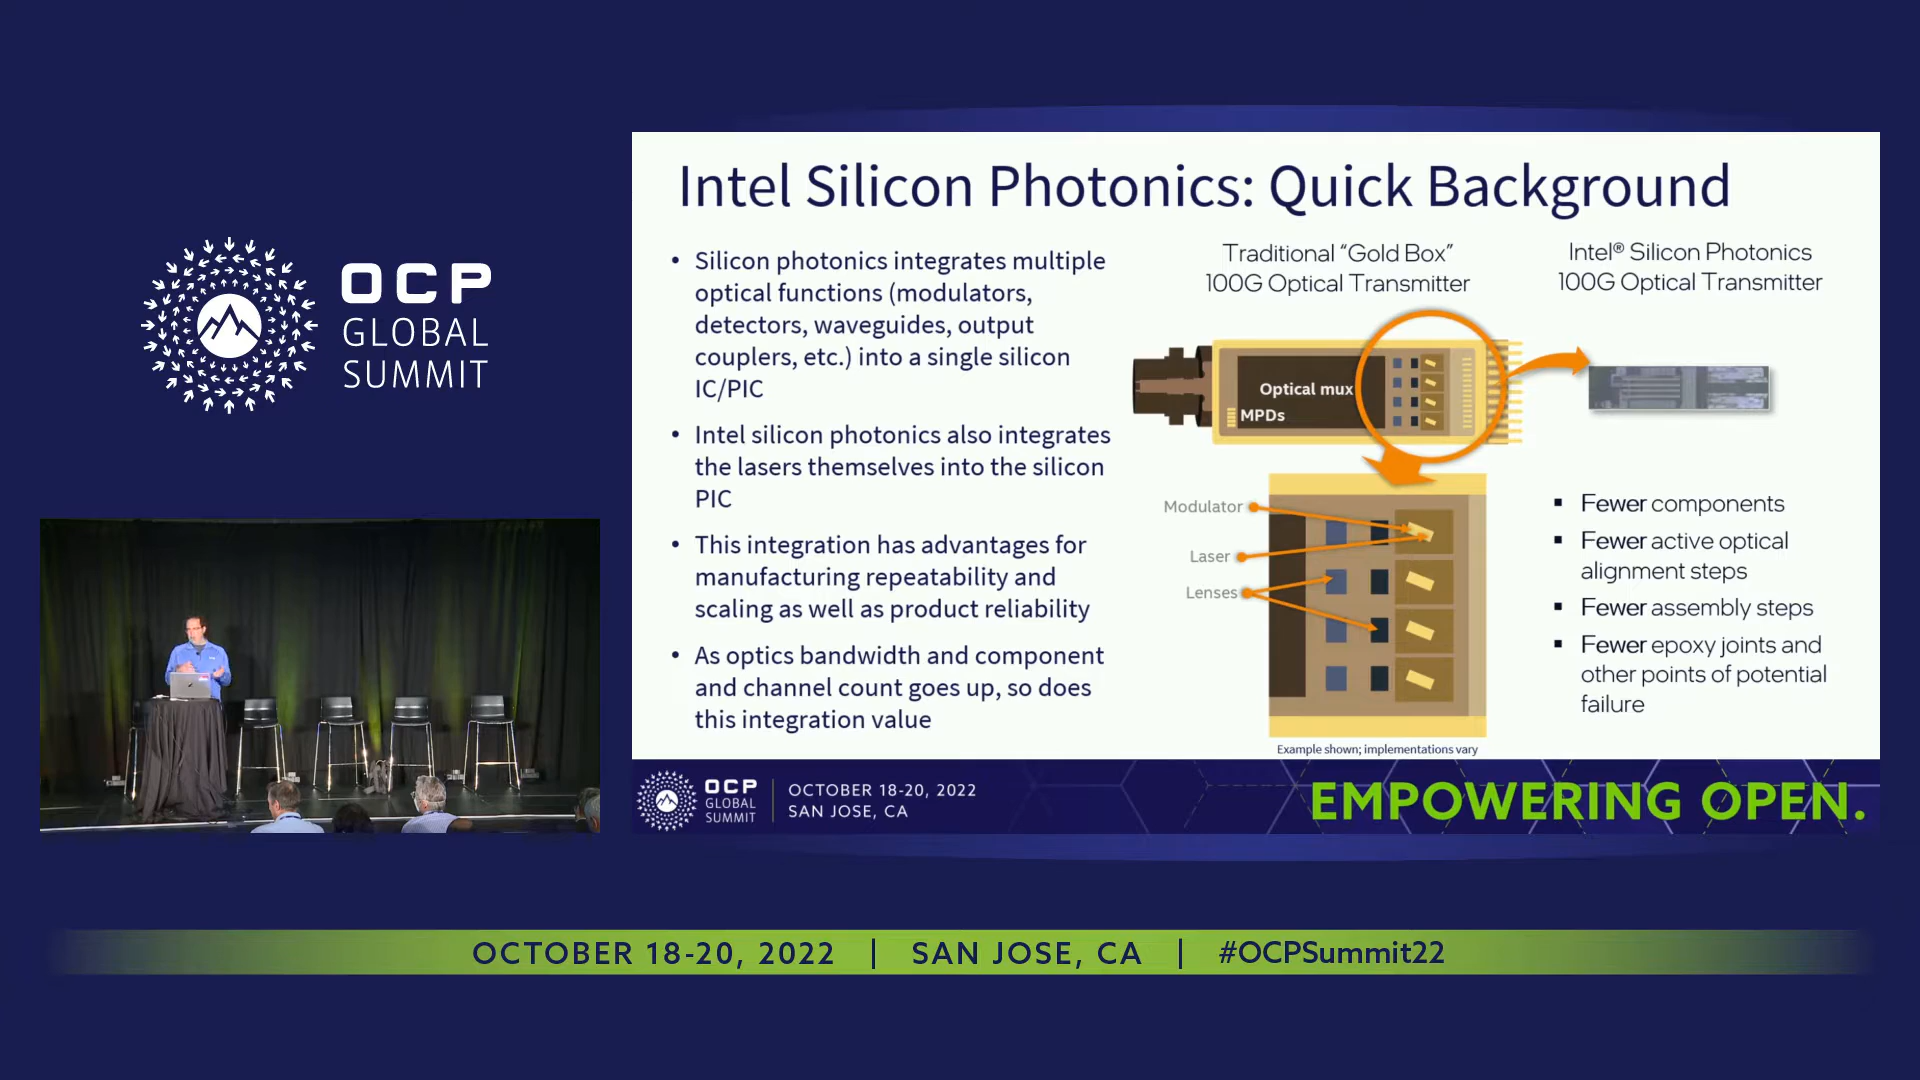 OCP
GLOBAL
SUMMIT
Intel Silicon Photonics: Quick Background
• Silicon photonics integrates multiple
optical functions (modulators,
detectors, waveguides, output
couplers, etc.) into a single silicon
IC/PIC
• Intel silicon photonics also integrates
the lasers themselves into the silicon
PIC
• This integration has advantages for
manufacturing repeatability and
scaling as well as product reliability
• As optics bandwidth and component
and channel count goes up, so does
this integration value
Traditional “Gold Box”
100G Optical Transmitter
Optical mux
MPDs
Modulator
Laser
Lenses
Example shown; implementations vary
Intel® Silicon Photonics
100G Optical Transmitter
▪ Fewer components
▪ Fewer active optical
alignment steps
▪ Fewer assembly steps
▪ Fewer epoxy joints and
other points of potential
failure
OCP
GLOBAL
SUMMIT
OCTOBER 18-20, 2022
SAN JOSE, CA
EMPOWERING OPEN.
OCTOBER 18-20, 2022 | SAN JOSE, CA | #OCPSummit22